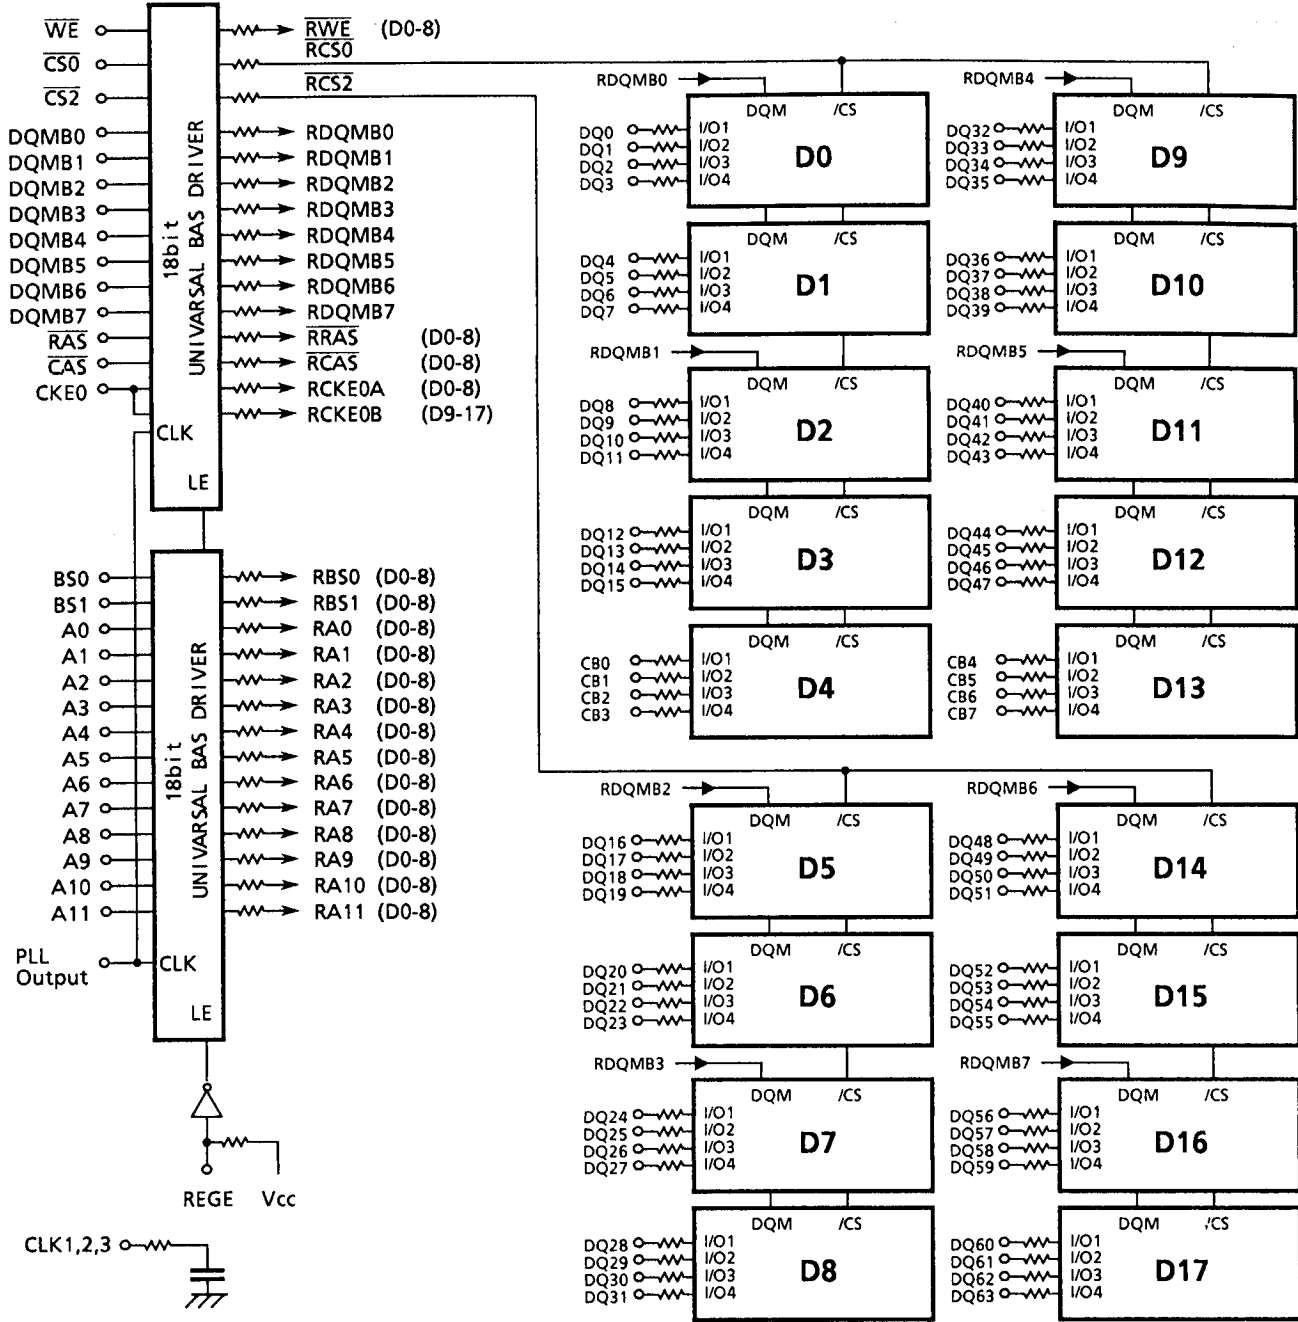 WE RWE (D0-8)
CS0 RCS0
CS2 RCS2
DQMB0 RDQMB0
DQMB1 RDQMB1
DQMB2 RDQMB2
DQMB3 RDQMB3
DQMB4 RDQMB4
DQMB5 RDQMB5
DQMB6 RDQMB6
DQMB7 RDQMB7
RAS RRAS (D0-8)
CAS RCAS (D0-8)
CKE0 RCKE0A (D0-8)
RCKE0B (D9-17)
CLK
LE
18bit
UNIVARSAL BAS DRIVER
BS0 RBS0 (D0-8)
BS1 RBS1 (D0-8)
A0 RA0 (D0-8)
A1 RA1 (D0-8)
A2 RA2 (D0-8)
A3 RA3 (D0-8)
A4 RA4 (D0-8)
A5 RA5 (D0-8)
A6 RA6 (D0-8)
A7 RA7 (D0-8)
A8 RA8 (D0-8)
A9 RA9 (D0-8)
A10 RA10 (D0-8)
A11 RA11 (D0-8)
PLL
Output
CLK
LE
18bit
UNIVARSAL BAS DRIVER
REGE Vcc
CLK1,2,3
RDQMB0
DQM /CS
DQ0 I/O1
DQ1 I/O2
DQ2 I/O3
DQ3 I/O4
D0
DQM /CS
DQ4 I/O1
DQ5 I/O2
DQ6 I/O3
DQ7 I/O4
D1
RDQMB1
DQM /CS
DQ8 I/O1
DQ9 I/O2
DQ10 I/O3
DQ11 I/O4
D2
DQM /CS
DQ12 I/O1
DQ13 I/O2
DQ14 I/O3
DQ15 I/O4
D3
DQM /CS
CB0 I/O1
CB1 I/O2
CB2 I/O3
CB3 I/O4
D4
RDQMB2
DQM /CS
DQ16 I/O1
DQ17 I/O2
DQ18 I/O3
DQ19 I/O4
D5
DQM /CS
DQ20 I/O1
DQ21 I/O2
DQ22 I/O3
DQ23 I/O4
D6
RDQMB3
DQM /CS
DQ24 I/O1
DQ25 I/O2
DQ26 I/O3
DQ27 I/O4
D7
DQM /CS
DQ28 I/O1
DQ29 I/O2
DQ30 I/O3
DQ31 I/O4
D8
RDQMB4
DQM /CS
DQ32 I/O1
DQ33 I/O2
DQ34 I/O3
DQ35 I/O4
D9
DQM /CS
DQ36 I/O1
DQ37 I/O2
DQ38 I/O3
DQ39 I/O4
D10
RDQMB5
DQM /CS
DQ40 I/O1
DQ41 I/O2
DQ42 I/O3
DQ43 I/O4
D11
DQM /CS
DQ44 I/O1
DQ45 I/O2
DQ46 I/O3
DQ47 I/O4
D12
DQM /CS
CB4 I/O1
CB5 I/O2
CB6 I/O3
CB7 I/O4
D13
RDQMB6
DQM /CS
DQ48 I/O1
DQ49 I/O2
DQ50 I/O3
DQ51 I/O4
D14
DQM /CS
DQ52 I/O1
DQ53 I/O2
DQ54 I/O3
DQ55 I/O4
D15
RDQMB7
DQM /CS
DQ56 I/O1
DQ57 I/O2
DQ58 I/O3
DQ59 I/O4
D16
DQM /CS
DQ60 I/O1
DQ61 I/O2
DQ62 I/O3
DQ63 I/O4
D17